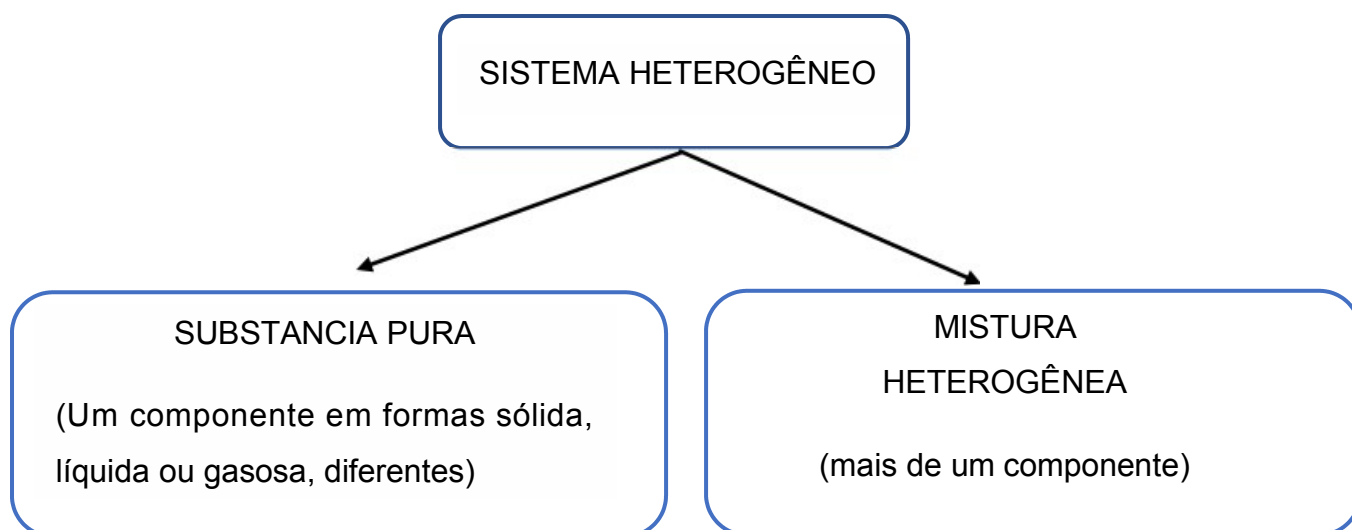 SISTEMA HETEROGÊNEO
SUBSTANCIA PURA
(Um componente em formas sólida,
líquida ou gasosa, diferentes)
MISTURA
HETEROGÊNEA
(mais de um componente)